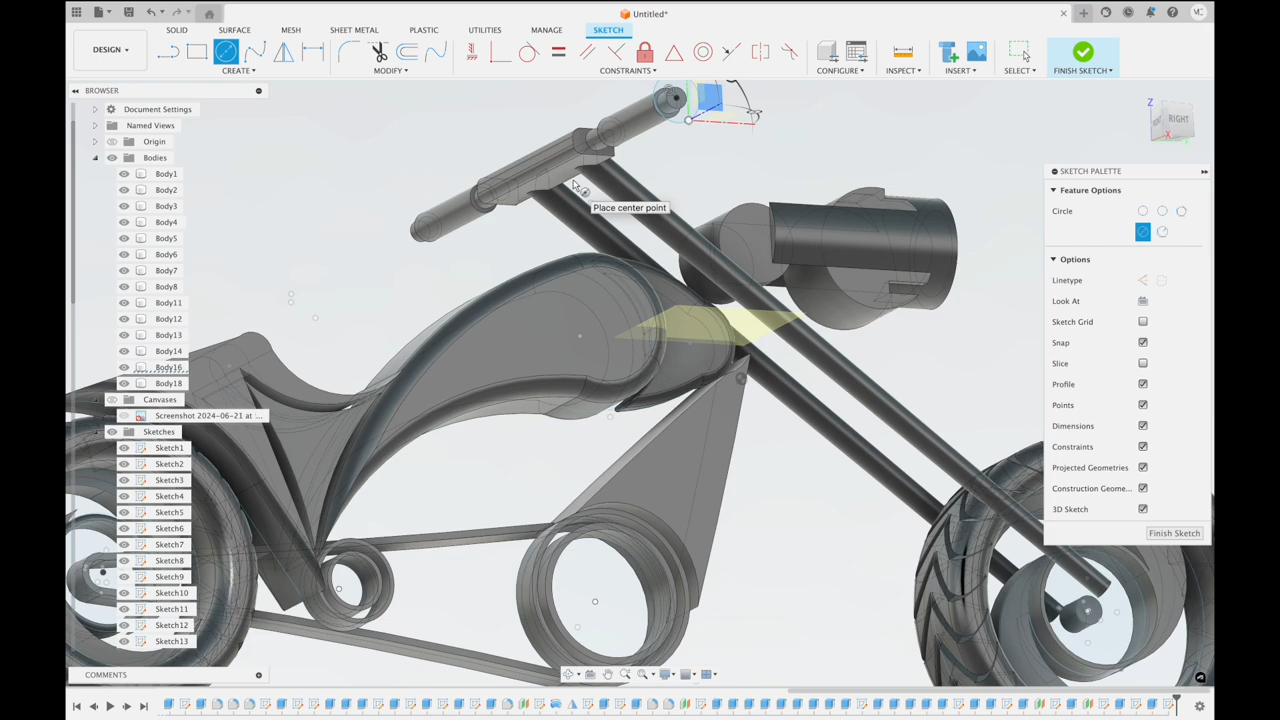 Untitled*
MC
SOLID
SURFACE
MESH
SHEET METAL
PLASTIC
UTILITIES
MANAGE
SKETCH
DESIGN
CREATE
MODIFY
CONSTRAINTS
CONFIGURE
INSPECT
INSERT
SELECT
FINISH SKETCH
BROWSER
Document Settings
Named Views
Origin
Bodies
Body1
Body2
Body3
Body4
Body5
Body6
Body7
Body8
Body11
Body12
Body13
Body14
Body16
Body18
Canvases
Screenshot 2024-06-21 at :...
Sketches
Sketch1
Sketch2
Sketch3
Sketch4
Sketch5
Sketch6
Sketch7
Sketch8
Sketch9
Sketch10
Sketch11
Sketch12
Sketch13
Place center point
Z
RIGHT
X
SKETCH PALETTE
Feature Options
Circle
Options
Linetype
Look At
Sketch Grid
Snap
Slice
Profile
Points
Dimensions
Constraints
Projected Geometries
Construction Geome...
3D Sketch
Finish Sketch
COMMENTS